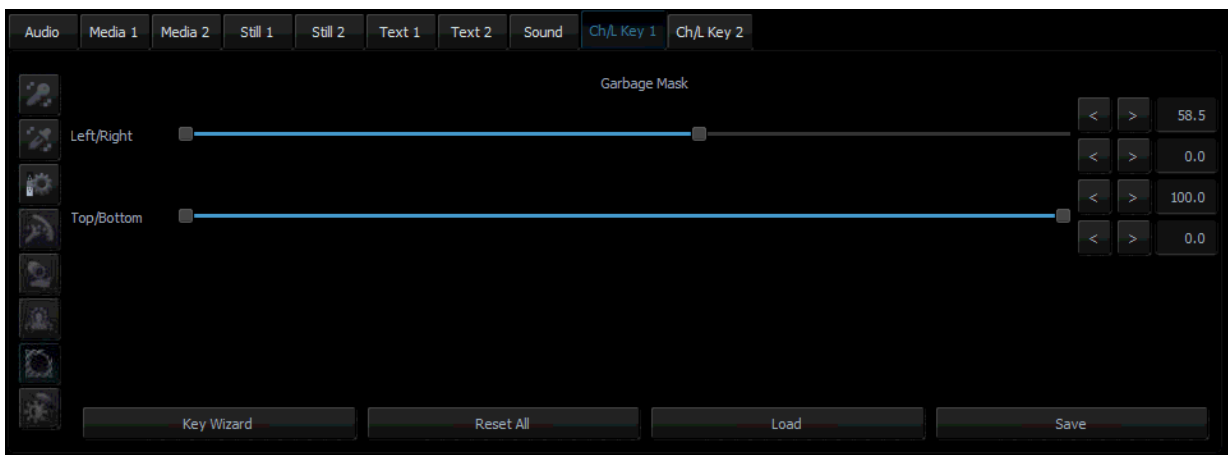 Audio Media 1 Media 2 Still 1 Still 2 Text 1 Text 2 Sound Ch/L Key 1 Ch/L Key 2
Garbage Mask
< > 58.5
Left/Right
< > 0.0
< > 100.0
Top/Bottom
< > 0.0
Key Wizard Reset All Load Save